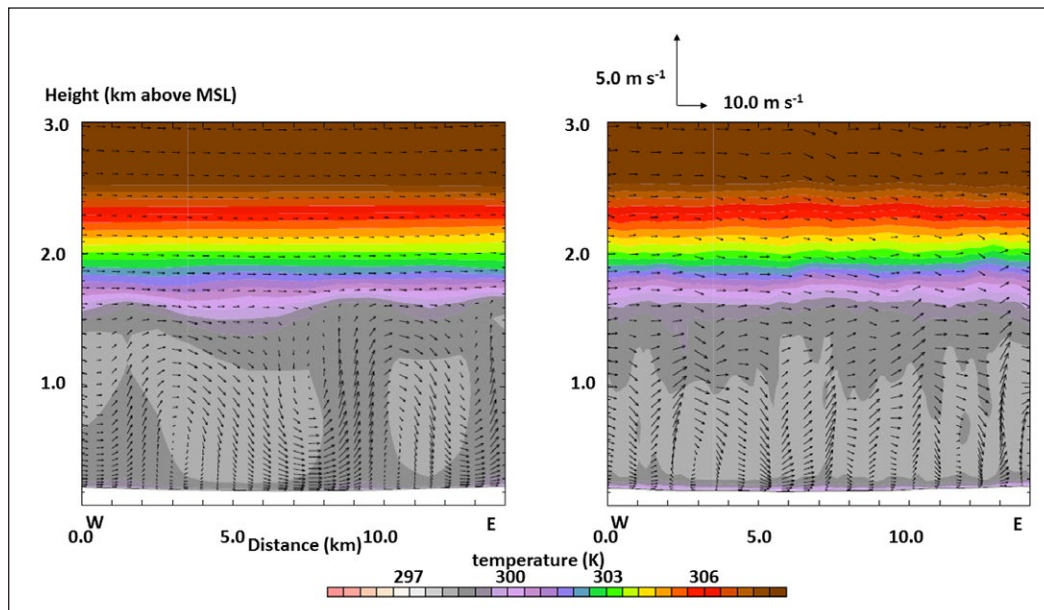 5.0 m s⁻¹
10.0 m s⁻¹
Height (km above MSL)
3.0 3.0
2.0 2.0
1.0 1.0
W E W E
0.0 5.0 Distance (km) 10.0 0.0 5.0 10.0
temperature (K)
297 300 303 306